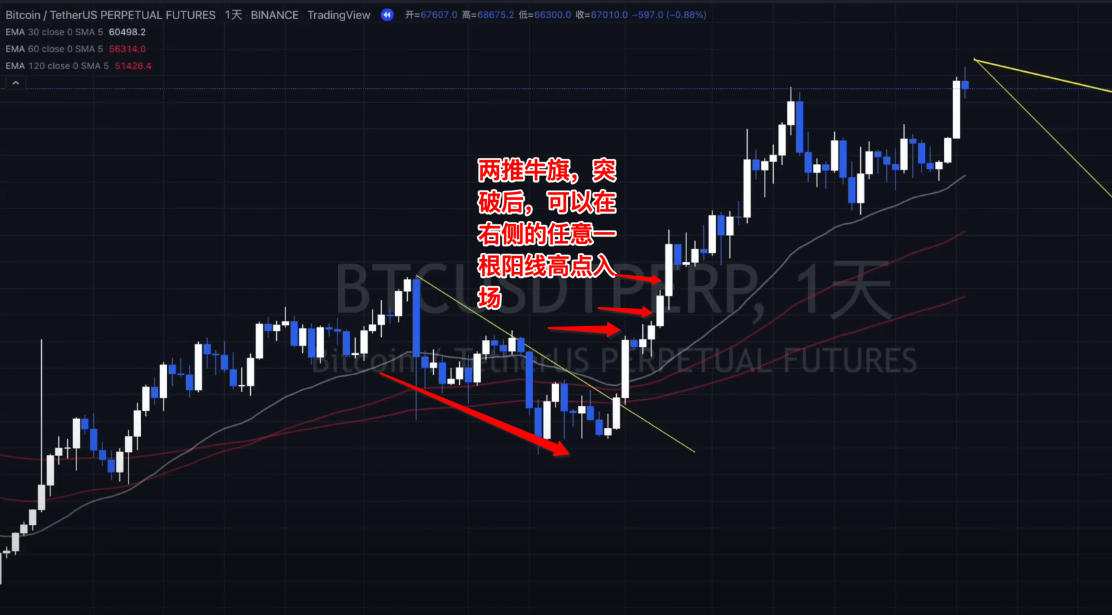 Bitcoin / TetherUS PERPETUAL FUTURES 1天 BINANCE TradingView 开=67607.0 高=68675.2 低=66300.0 收=67010.0 −597.0 (−0.88%)
EMA 30 close 0 SMA 5 60498.2
EMA 60 close 0 SMA 5 56314.0
EMA 120 close 0 SMA 5 51426.4
两推牛旗，突
破后，可以在
右侧的任意一
根阳线高点入
场
BTCUSDTPERP, 1天
Bitcoin / TetherUS PERPETUAL FUTURES